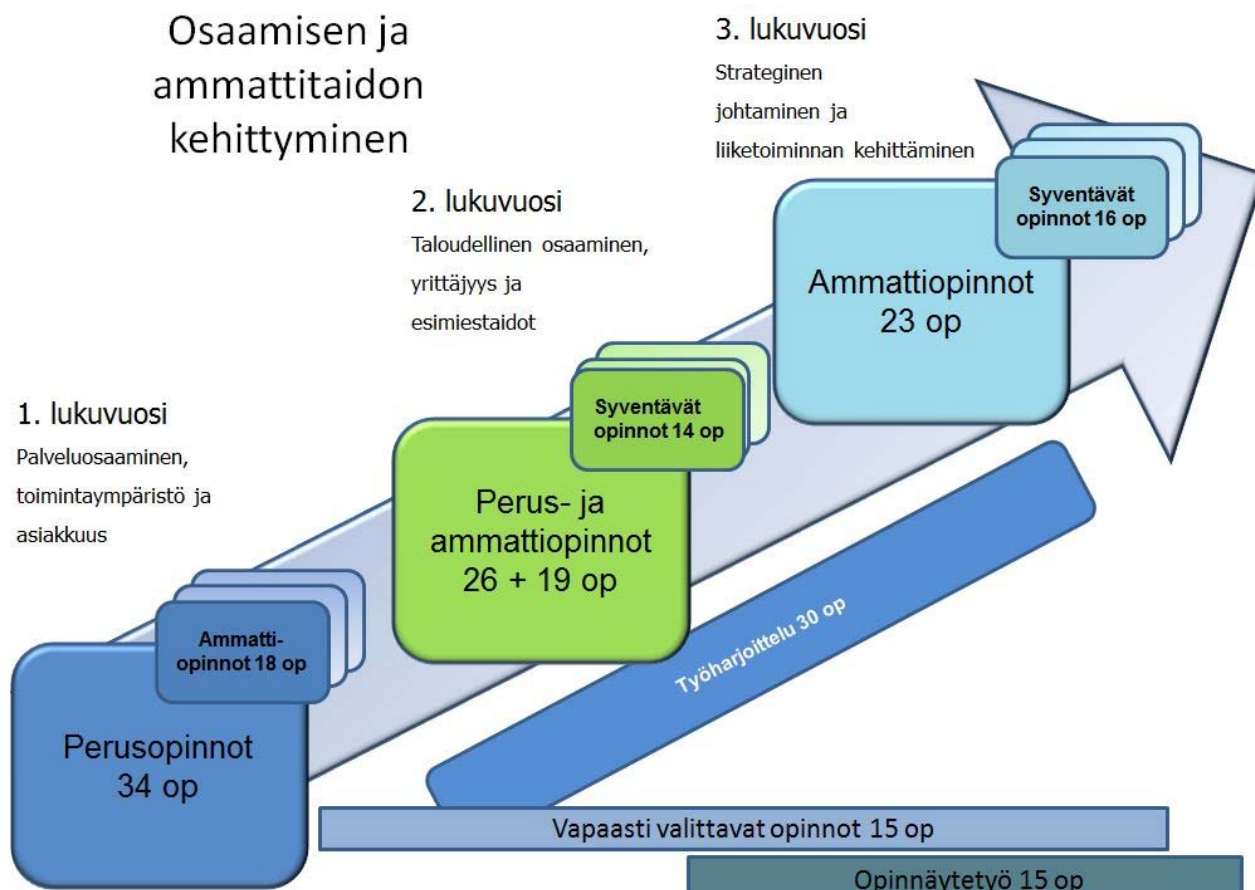 Osaamisen ja
ammattitaidon
kehittyminen
3. lukuvuosi
Strateginen
johtaminen ja
liiketoiminnan kehittäminen
Syventävät
opinnot 16 op
Ammattiopinnot
23 op
2. lukuvuosi
Taloudellinen osaaminen,
yrittäjyys ja
esimiestaidot
Syventävät
opinnot 14 op
Perus- ja
ammattiopinnot
26 + 19 op
1. lukuvuosi
Palveluosaaminen,
toimintaympäristö ja
asiakkuus
Ammatti-
opinnot 18 op
Perusopinnot
34 op
Työharjoittelu 30 op
Vapaasti valittavat opinnot 15 op
Opinnäytetyö 15 op